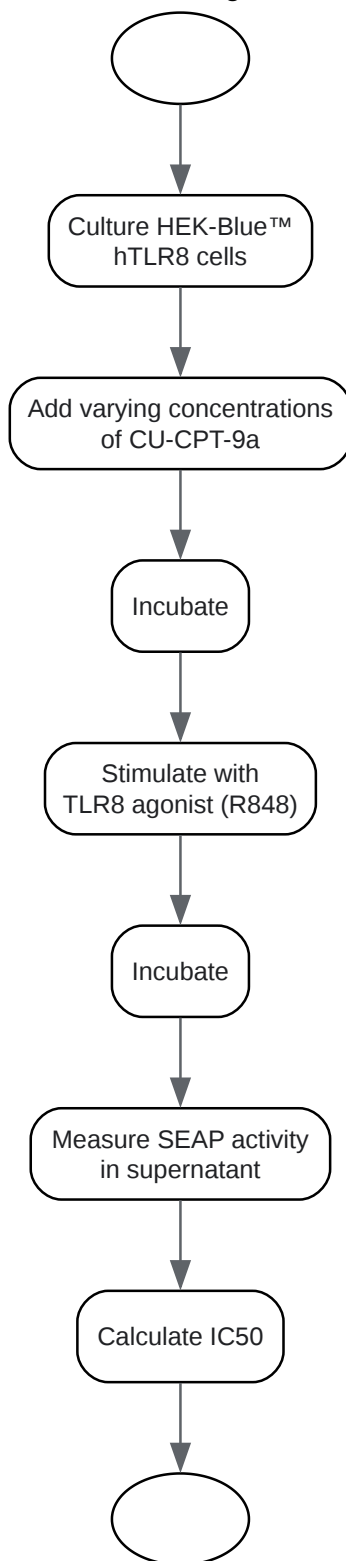 Culture HEK-Blue™
hTLR8 cells
Add varying concentrations
of CU-CPT-9a
Incubate
Stimulate with
TLR8 agonist (R848)
Incubate
Measure SEAP activity
in supernatant
Calculate IC50